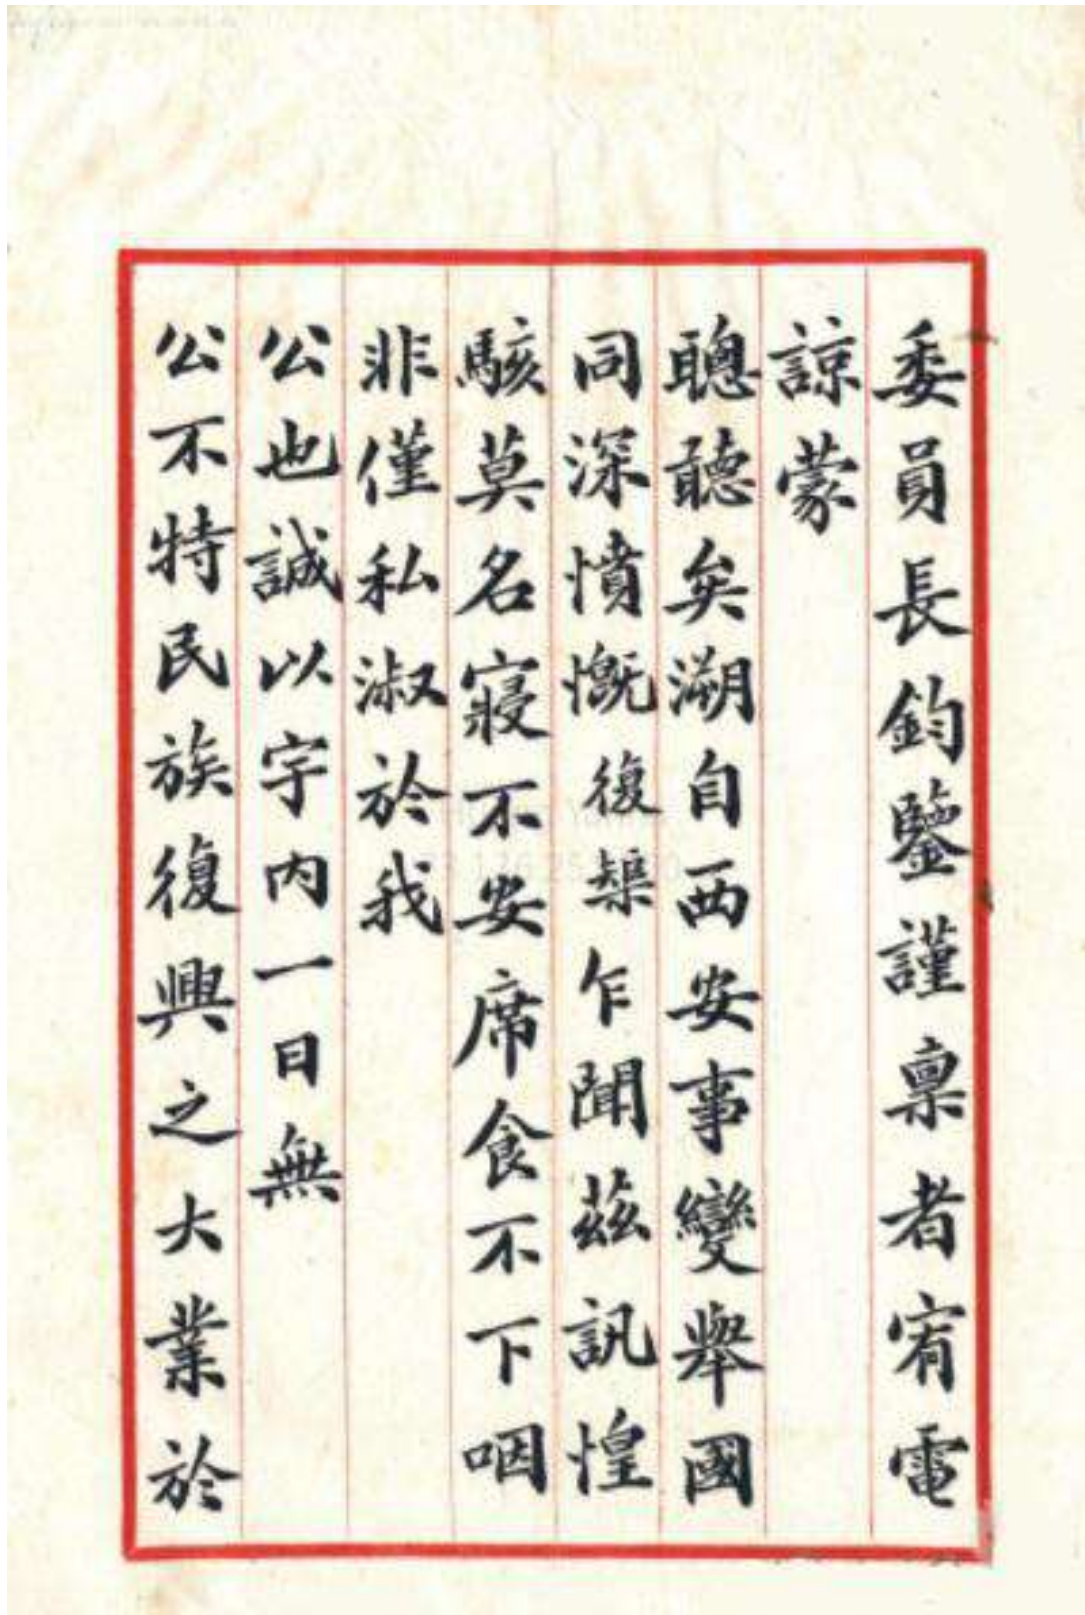 委員長鈞鑒謹禀者宥電
諒蒙
聰聽矣溯自西安事變舉國
同深憤慨復榘乍聞茲訊惶
駭莫名寢不安席食不下咽
非僅私淑於我
公也誠以宇內一日無
公不特民族復興之大業於